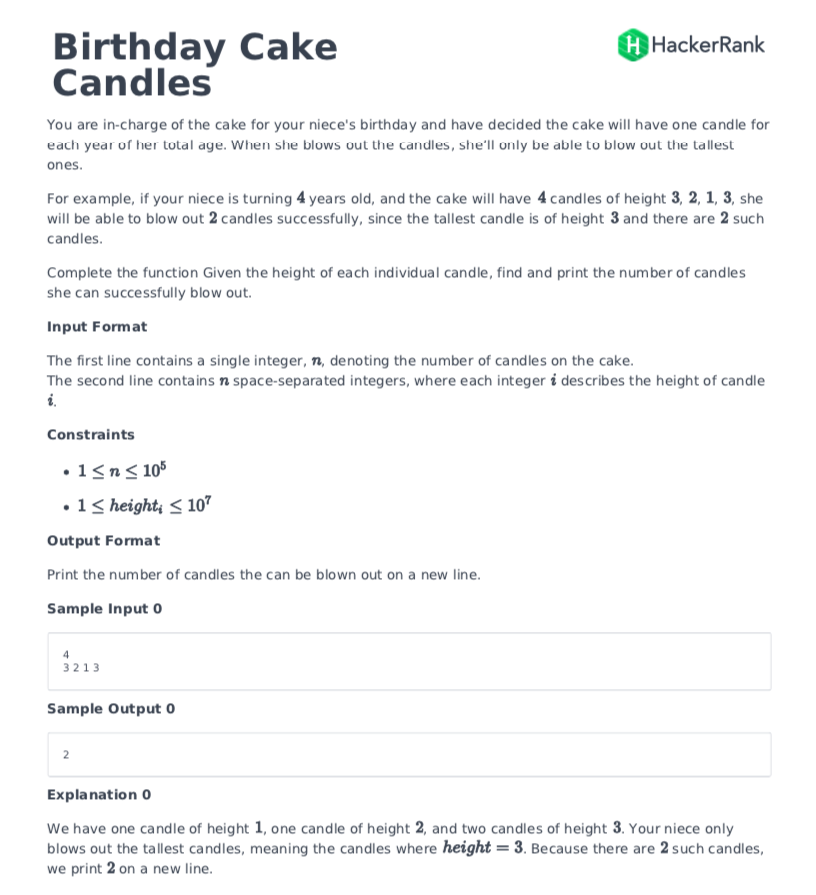 Birthday Cake
Candles
HackerRank
You are in-charge of the cake for your niece's birthday and have decided the cake will have one candle for
each year of her total age. When she blows out the candles, she'll only be able to blow out the tallest
ones.
For example, if your niece is turning 4 years old, and the cake will have 4 candles of height 3, 2, 1, 3, she
will be able to blow out 2 candles successfully, since the tallest candle is of height 3 and there are 2 such
candles.
Complete the function Given the height of each individual candle, find and print the number of candles
she can successfully blow out.
Input Format
The first line contains a single integer, n, denoting the number of candles on the cake.
The second line contains n space-separated integers, where each integer i describes the height of candle
i.
Constraints
• 1 ≤ n ≤ 10⁵
• 1 ≤ heightᵢ ≤ 10⁷
Output Format
Print the number of candles the can be blown out on a new line.
Sample Input 0
4
3 2 1 3
Sample Output 0
2
Explanation 0
We have one candle of height 1, one candle of height 2, and two candles of height 3. Your niece only
blows out the tallest candles, meaning the candles where height = 3. Because there are 2 such candles,
we print 2 on a new line.